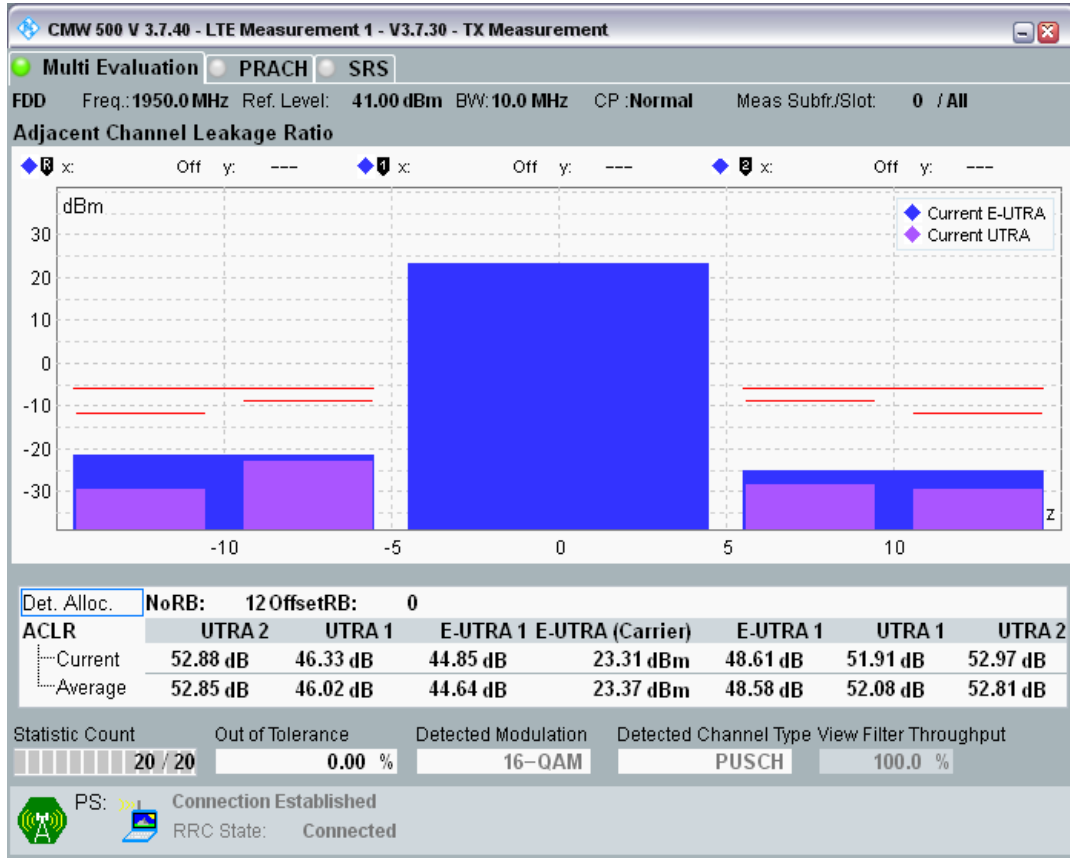 CMW 500 V 3.7.40 - LTE Measurement 1 - V3.7.30 - TX Measurement
Multi Evaluation PRACH SRS
FDD Freq.: 1950.0 MHz Ref. Level: 41.00 dBm BW: 10.0 MHz CP :Normal Meas Subfr./Slot: 0 / All
Adjacent Channel Leakage Ratio
R x: Off y: --- 1 x: Off y: --- 2 x: Off y: ---
dBm
Current E-UTRA
Current UTRA
30
20
10
0
-10
-20
-30
z
-10 -5 0 5 10
Det. Alloc. NoRB: 12 OffsetRB: 0
ACLR UTRA 2 UTRA 1 E-UTRA 1 E-UTRA (Carrier) E-UTRA 1 UTRA 1 UTRA 2
Current 52.88 dB 46.33 dB 44.85 dB 23.31 dBm 48.61 dB 51.91 dB 52.97 dB
Average 52.85 dB 46.02 dB 44.64 dB 23.37 dBm 48.58 dB 52.08 dB 52.81 dB
Statistic Count Out of Tolerance Detected Modulation Detected Channel Type View Filter Throughput
20 / 20 0.00 % 16-QAM PUSCH 100.0 %
PS: Connection Established
RRC State: Connected